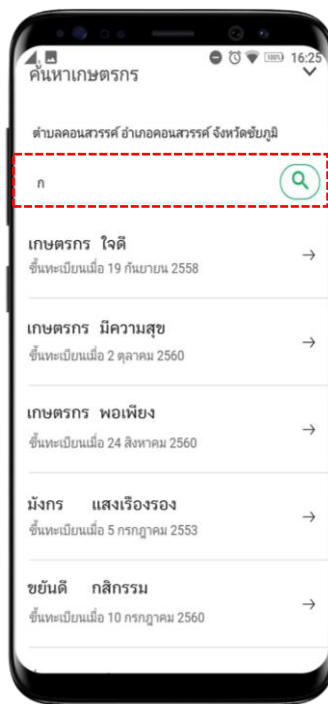 16:25
ค้นหาเกษตรกร
ตำบลคอนสวรรค์ อำเภอคอนสวรรค์ จังหวัดชัยภูมิ
ก
เกษตรกร ใจดี
ขึ้นทะเบียนเมื่อ 19 กันยายน 2558
เกษตรกร มีความสุข
ขึ้นทะเบียนเมื่อ 2 ตุลาคม 2560
เกษตรกร พอเพียง
ขึ้นทะเบียนเมื่อ 24 สิงหาคม 2560
มังกร แสงเรืองรอง
ขึ้นทะเบียนเมื่อ 5 กรกฎาคม 2553
ขยันดี กสิกรรม
ขึ้นทะเบียนเมื่อ 10 กรกฎาคม 2560